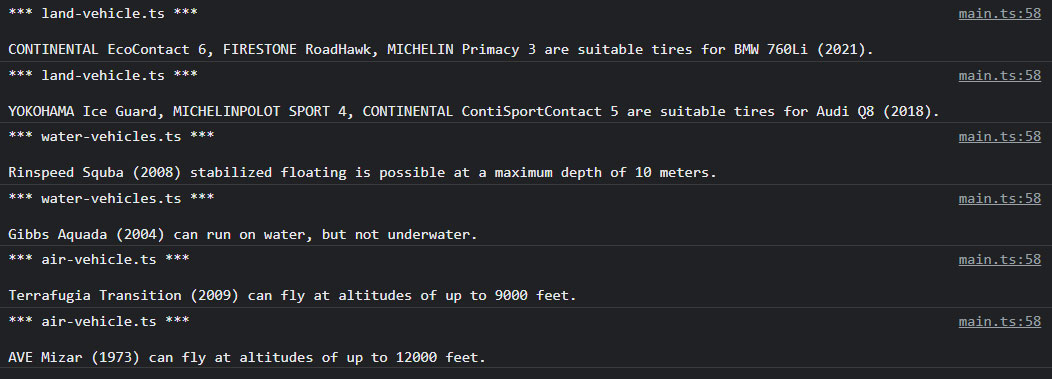 *** land-vehicle.ts *** main.ts:58
CONTINENTAL EcoContact 6, FIRESTONE RoadHawk, MICHELIN Primacy 3 are suitable tires for BMW 760Li (2021).
*** land-vehicle.ts *** main.ts:58
YOKOHAMA Ice Guard, MICHELINPOLOT SPORT 4, CONTINENTAL ContiSportContact 5 are suitable tires for Audi Q8 (2018).
*** water-vehicles.ts *** main.ts:58
Rinspeed Squba (2008) stabilized floating is possible at a maximum depth of 10 meters.
*** water-vehicles.ts *** main.ts:58
Gibbs Aquada (2004) can run on water, but not underwater.
*** air-vehicle.ts *** main.ts:58
Terrafugia Transition (2009) can fly at altitudes of up to 9000 feet.
*** air-vehicle.ts *** main.ts:58
AVE Mizar (1973) can fly at altitudes of up to 12000 feet.